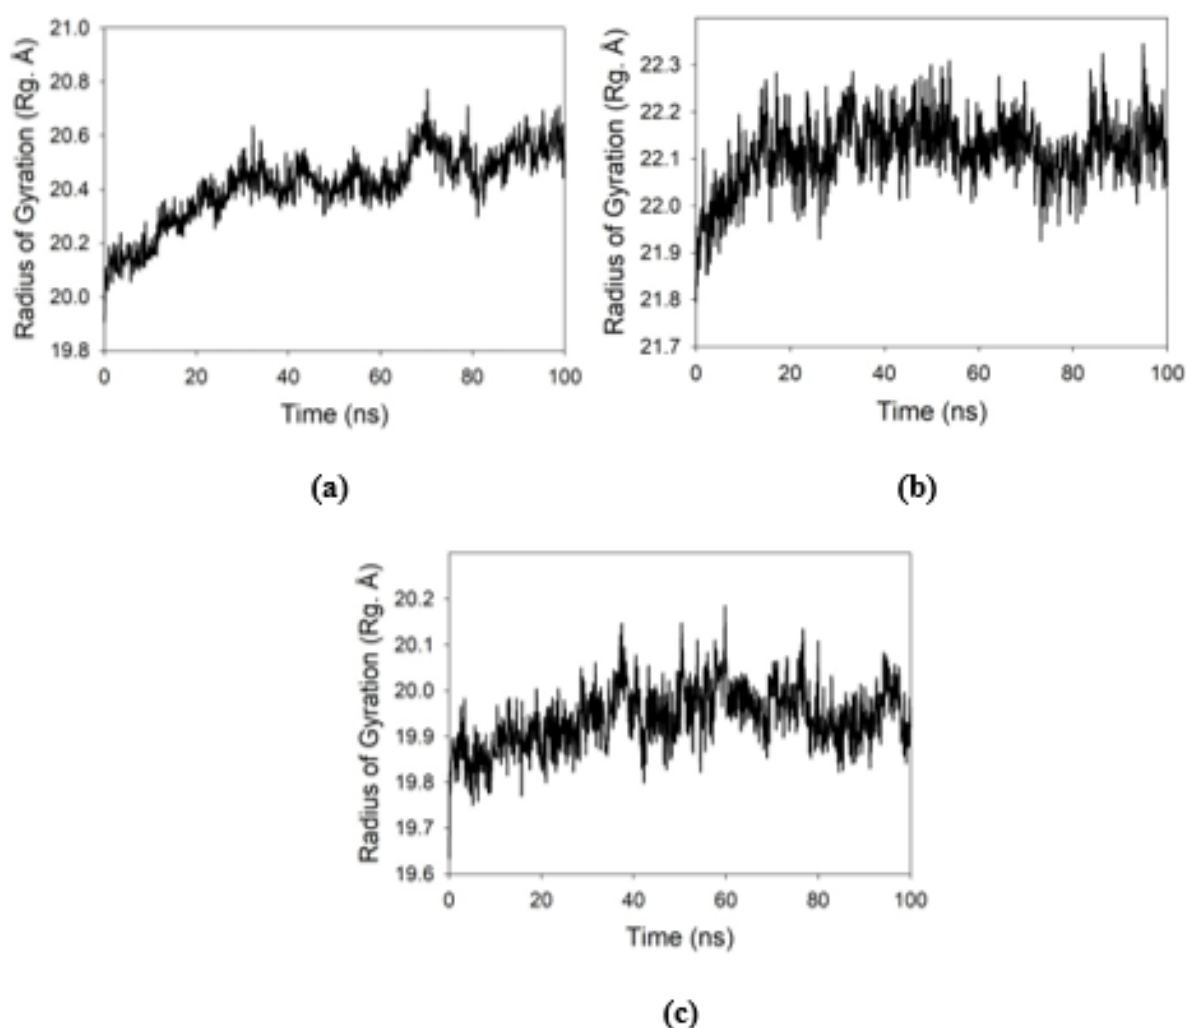 Radius of Gyration (Rg. Å)
21.0
20.8
20.6
20.4
20.2
20.0
19.8
0 20 40 60 80 100
Time (ns)
(a)
Radius of Gyration (Rg. Å)
22.3
22.2
22.1
22.0
21.9
21.8
21.7
0 20 40 60 80 100
Time (ns)
(b)
Radius of Gyration (Rg. Å)
20.2
20.1
20.0
19.9
19.8
19.7
19.6
0 20 40 60 80 100
Time (ns)
(c)